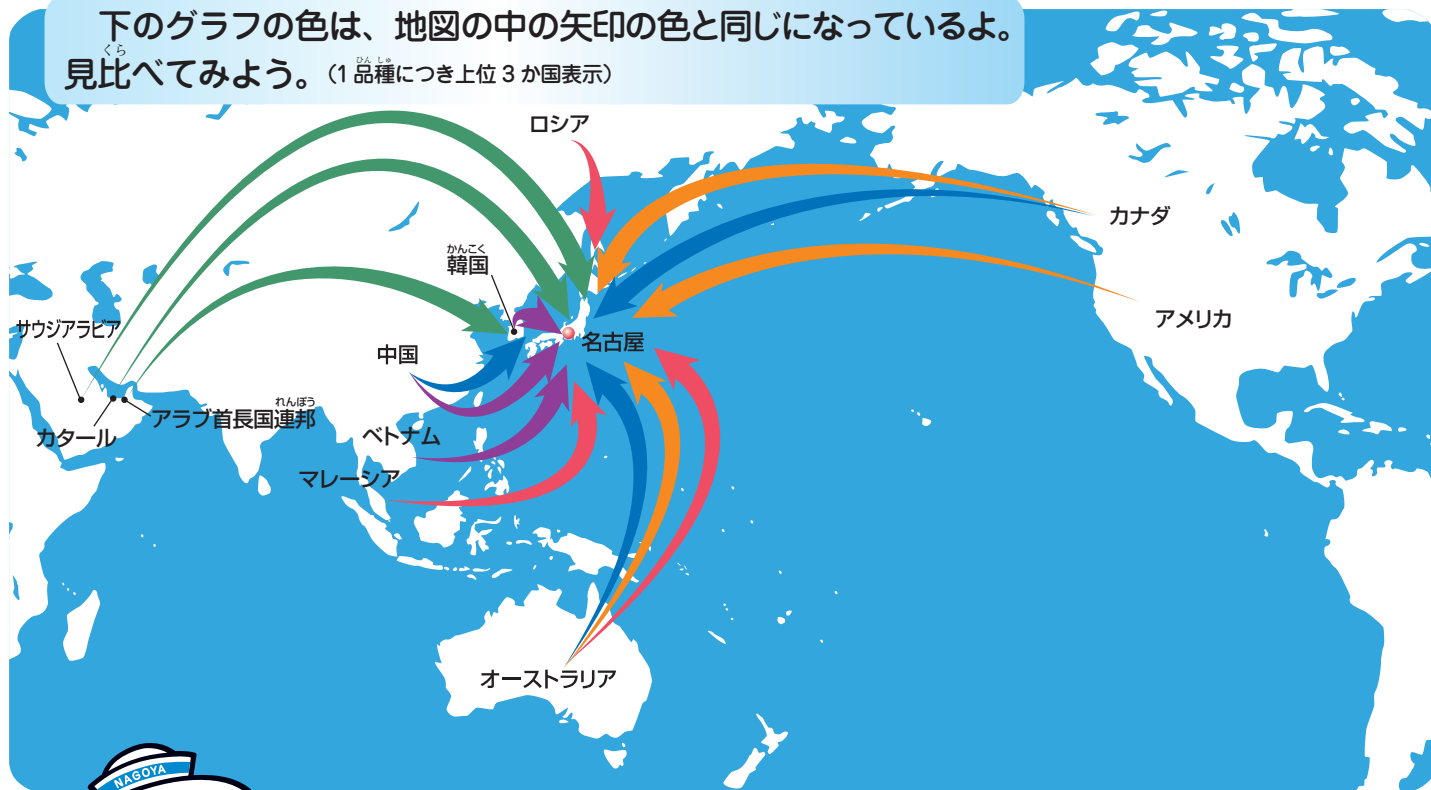 下のグラフの色は、地図の中の矢印の色と同じになっているよ。
くら
見比べてみよう。(1品種につき上位3か国表示)
ひんしゅ
ロシア
カナダ
かんこく
韓国
アメリカ
サウジアラビア
名古屋
中国
れんぽう
アラブ首長国連邦
カタール
ベトナム
マレーシア
オーストラリア
NAGOYA